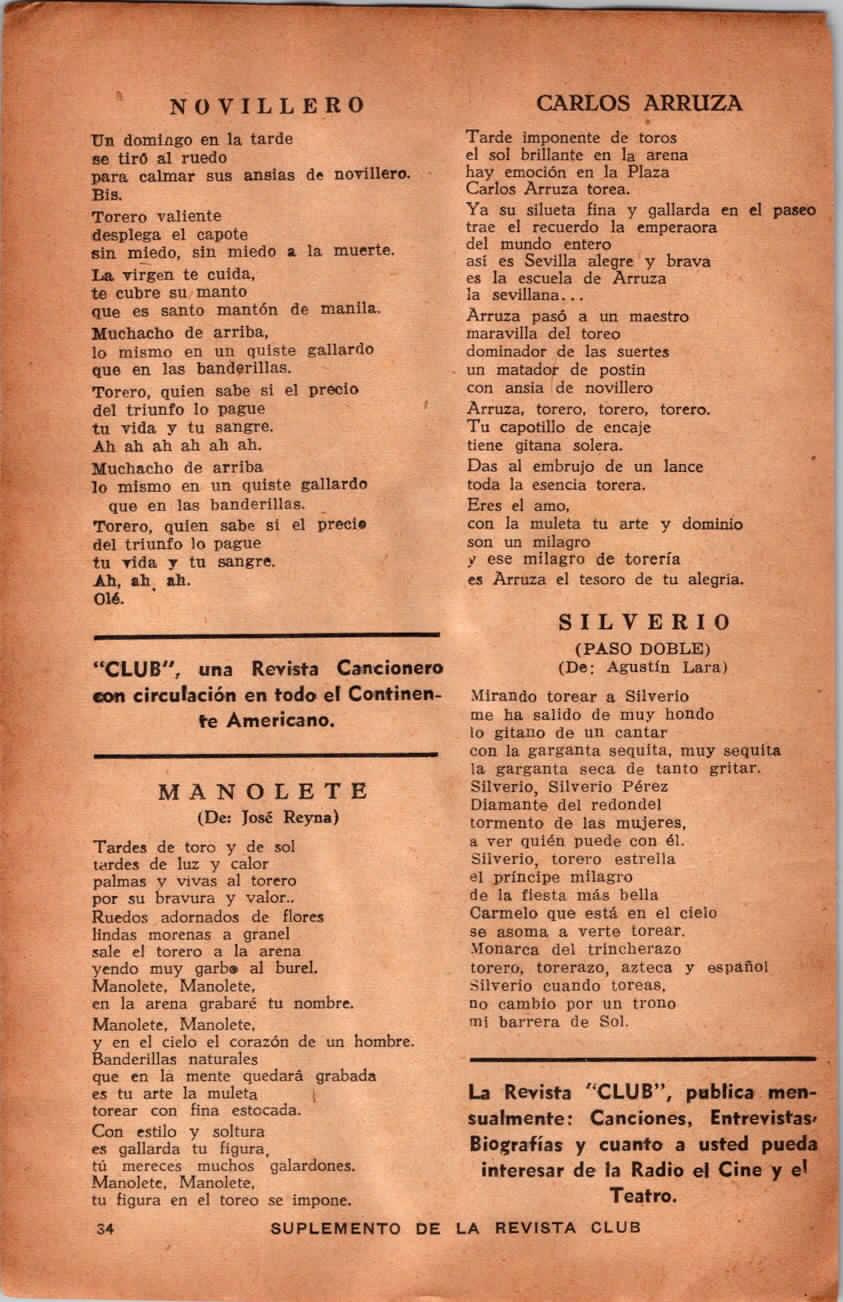 NOVILLERO
Un domingo en la tarde
se tiró al ruedo
para calmar sus ansias de novillero.
Bis.
Torero valiente
desplega el capote
sin miedo, sin miedo a la muerte.
La virgen te cuida,
te cubre su manto
que es santo mantón de manila.
Muchacho de arriba,
lo mismo en un quiste gallardo
que en las banderillas.
Torero, quien sabe si el precio
del triunfo lo pague
tu vida y tu sangre.
Ah ah ah ah ah ah.
Muchacho de arriba
lo mismo en un quiste gallardo
que en las banderillas.
Torero, quien sabe si el precio
del triunfo lo pague
tu vida y tu sangre.
Ah, ah, ah.
Olé.
"CLUB", una Revista Cancionero
con circulación en todo el Continen-
te Americano.
MANOLETE
(De: José Reyna)
Tardes de toro y de sol
tardes de luz y calor
palmas y vivas al torero
por su bravura y valor..
Ruedos adornados de flores
lindas morenas a granel
sale el torero a la arena
yendo muy garbo al burel.
Manolete, Manolete,
en la arena grabaré tu nombre.
Manolete, Manolete,
y en el cielo el corazón de un hombre.
Banderillas naturales
que en la mente quedará grabada
es tu arte la muleta
torear con fina estocada.
Con estilo y soltura
es gallarda tu figura,
tú mereces muchos galardones.
Manolete, Manolete,
tu figura en el toreo se impone.
CARLOS ARRUZA
Tarde imponente de toros
el sol brillante en la arena
hay emoción en la Plaza
Carlos Arruza torea.
Ya su silueta fina y gallarda en el paseo
trae el recuerdo la emperaora
del mundo entero
así es Sevilla alegre y brava
es la escuela de Arruza
la sevillana...
Arruza pasó a un maestro
maravilla del toreo
dominador de las suertes
un matador de postín
con ansia de novillero
Arruza, torero, torero, torero.
Tu capotillo de encaje
tiene gitana solera.
Das al embrujo de un lance
toda la esencia torera.
Eres el amo,
con la muleta tu arte y dominio
son un milagro
y ese milagro de torería
es Arruza el tesoro de tu alegria.
SILVERIO
(PASO DOBLE)
(De: Agustín Lara)
Mirando torear a Silverio
me ha salido de muy hondo
lo gitano de un cantar
con la garganta sequita, muy sequita
la garganta seca de tanto gritar.
Silverio, Silverio Pérez
Diamante del redondel
tormento de las mujeres,
a ver quién puede con él.
Silverio, torero estrella
el príncipe milagro
de la fiesta más bella
Carmelo que está en el cielo
se asoma a verte torear.
Monarca del trincherazo
torero, torerazo, azteca y español
Silverio cuando toreas,
no cambio por un trono
mi barrera de Sol.
La Revista "CLUB", publica men-
sualmente: Canciones, Entrevistas,
Biografías y cuanto a usted pueda
interesar de la Radio el Cine y el
Teatro.
34 SUPLEMENTO DE LA REVISTA CLUB